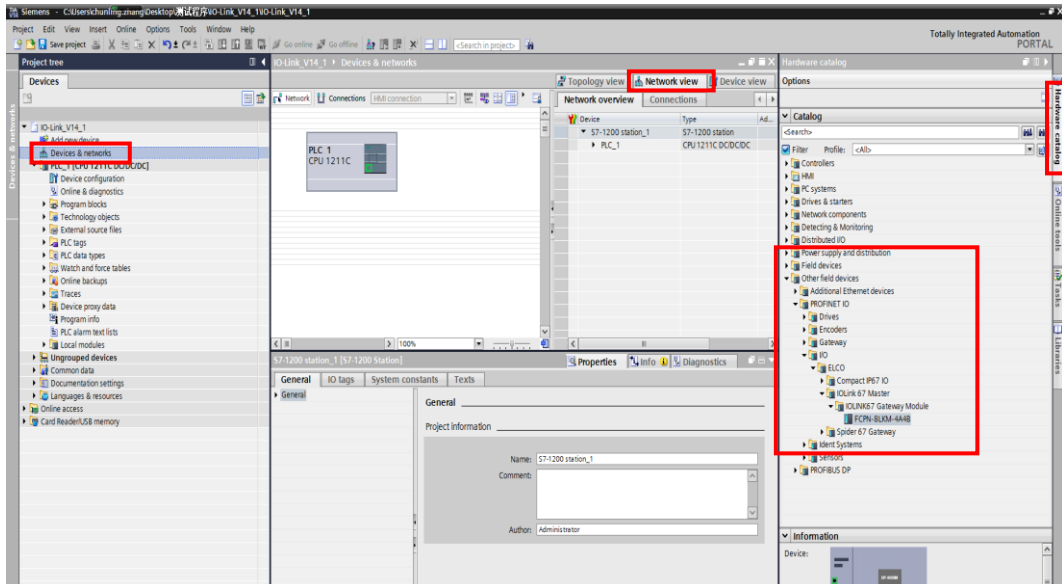 Siemens - C:\Users\chunling.zhang\Desktop\测试程序\IO-Link_V14_1\IO-Link_V14_1
Project Edit View Insert Online Options Tools Window Help
Totally Integrated Automation
PORTAL
Save project
Go online
Go offline
<Search in project>
Project tree
IO-Link_V14_1 Devices & networks
Hardware catalog
Devices
Topology view
Network view
Device view
Options
Network
Connections
HMI connection
Network overview
Connections
Catalog
Device
Type
Ad...
<Search>
Filter
Profile:
<All>
IO-Link_V14_1
Add new device
Devices & networks
PLC_1 [CPU 1211C DC/DC/DC]
Device configuration
Online & diagnostics
Program blocks
Technology objects
External source files
PLC tags
PLC data types
Watch and force tables
Online backups
Traces
Device proxy data
Program info
PLC alarm text lists
Local modules
Ungrouped devices
Common data
Documentation settings
Languages & resources
Online access
Card Reader/USB memory
PLC_1
CPU 1211C
S7-1200 station_1
S7-1200 station
PLC_1
CPU 1211C DC/DC/DC
100%
Controllers
HMI
PC systems
Drives & starters
Network components
Detecting & Monitoring
Distributed I/O
Power supply and distribution
Field devices
Other field devices
Additional Ethernet devices
PROFINET IO
Drives
Encoders
Gateway
I/O
ELCO
Compact IP67 IO
IOLink 67 Master
IOLINK67 Gateway Module
FCPN-8LKM-4A4B
Spider 67 Gateway
Ident Systems
Sensors
PROFIBUS DP
S7-1200 station_1 [S7-1200 Station]
Properties
Info
Diagnostics
General
IO tags
System constants
Texts
General
General
Project information
Name:
S7-1200 station_1
Comment:
Author:
Administrator
Information
Device:
Devices & networks
Hardware catalog
Online tools
Tasks
Libraries